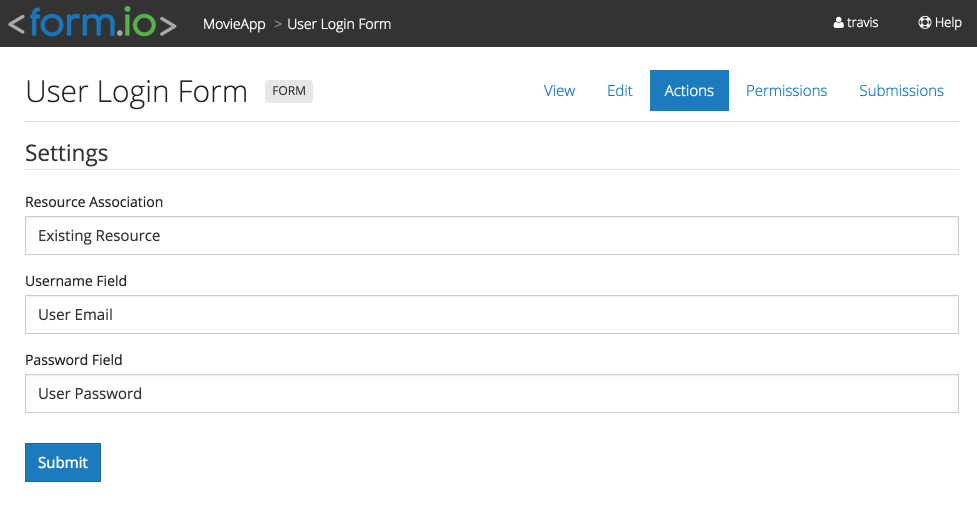 <form.io> MovieApp > User Login Form travis Help
User Login Form FORM View Edit Actions Permissions Submissions
Settings
Resource Association
Existing Resource
Username Field
User Email
Password Field
User Password
Submit